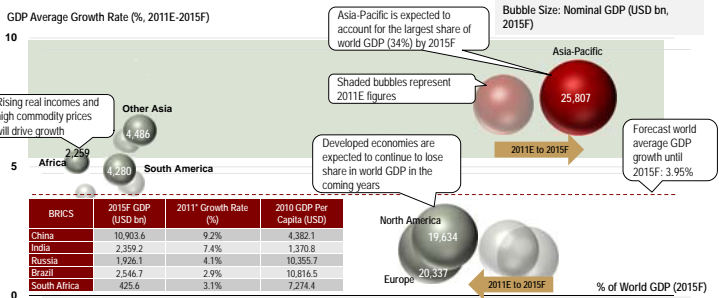 GDP Average Growth Rate (%, 2011E-2015F)
Bubble Size: Nominal GDP (USD bn,
2015F)
10
Asia-Pacific is expected to
account for the largest share of
world GDP (34%) by 2015F
Asia-Pacific
Shaded bubbles represent
2011E figures
25,807
Rising real incomes and
high commodity prices
will drive growth
Other Asia
4,486
2,259
Africa
4,280
South America
5
Developed economies are
expected to continue to lose
share in world GDP in the
coming years
2011E to 2015F
Forecast world
average GDP
growth until
2015F: 3.95%
BRICS 2015F GDP (USD bn) 2011* Growth Rate (%) 2010 GDP Per Capita (USD)
China 10,903.6 9.2% 4,382.1
India 2,359.2 7.4% 1,370.8
Russia 1,926.1 4.1% 10,355.7
Brazil 2,546.7 2.9% 10,816.5
South Africa 425.6 3.1% 7,274.4
North America
19,634
20,337
Europe
2011E to 2015F
% of World GDP (2015F)
0